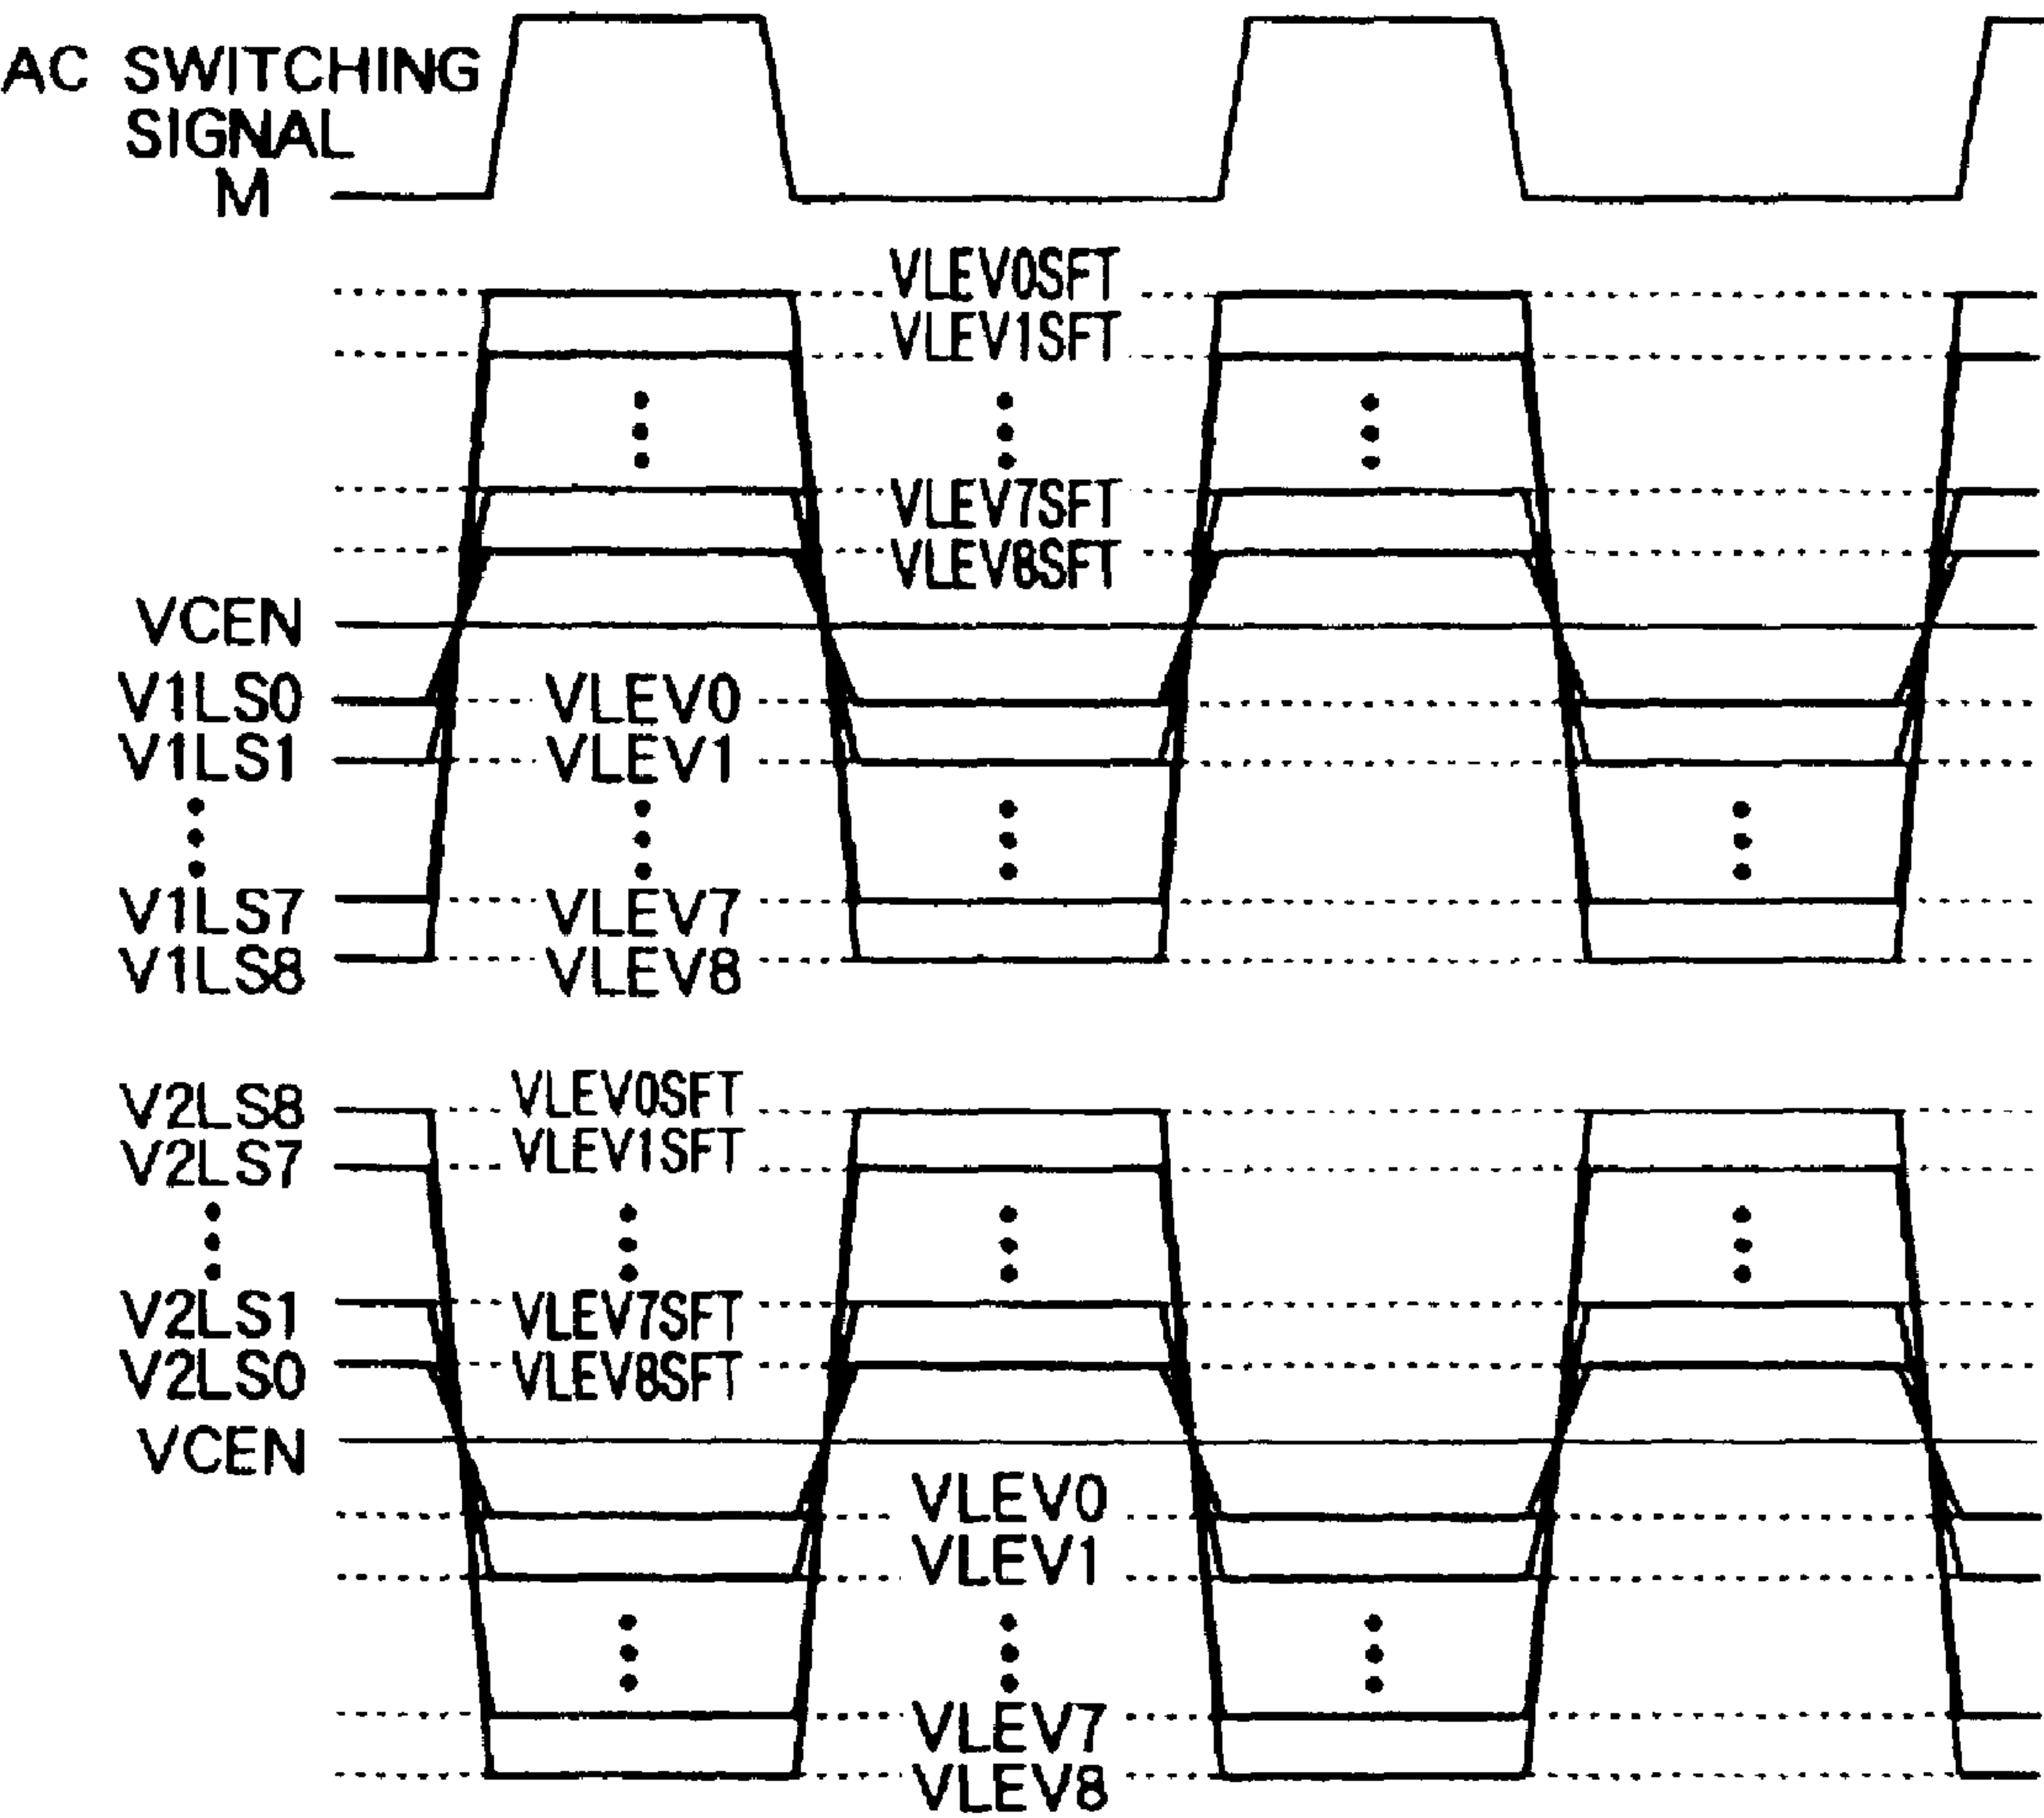 AC SWITCHING
SIGNAL
M
VLEV0SFT
VLEV1SFT
VLEV7SFT
VLEV8SFT
VCEN
V1LS0 VLEV0
V1LS1 VLEV1
V1LS7 VLEV7
V1LS8 VLEV8
V2LS8 VLEV0SFT
V2LS7 VLEV1SFT
V2LS1 VLEV7SFT
V2LS0 VLEV8SFT
VCEN
VLEV0
VLEV1
VLEV7
VLEV8